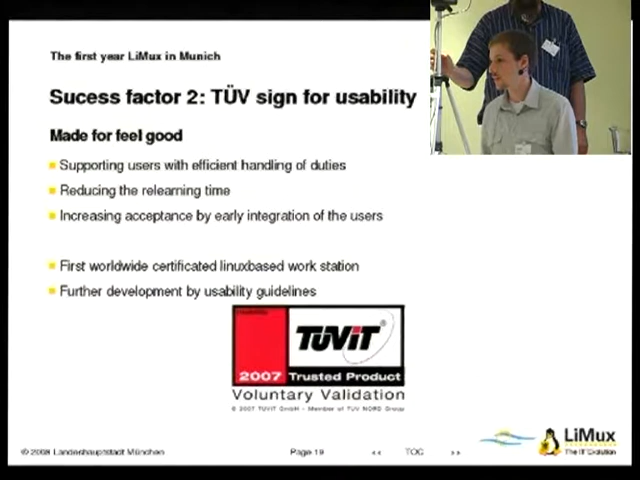 The first year LiMux in Munich
Sucess factor 2: TÜV sign for usability
Made for feel good
Supporting users with efficient handling of duties
Reducing the relearning time
Increasing acceptance by early integration of the users
First worldwide certificated linuxbased work station
Further development by usability guidelines
TÜViT®
2007 Trusted Product
Voluntary Validation
© 2007 TÜViT GmbH - Member of TÜV NORD Group
© 2008 Landeshauptstadt München
Page 19
<<
TOC
>>
LiMux
The IT Evolution